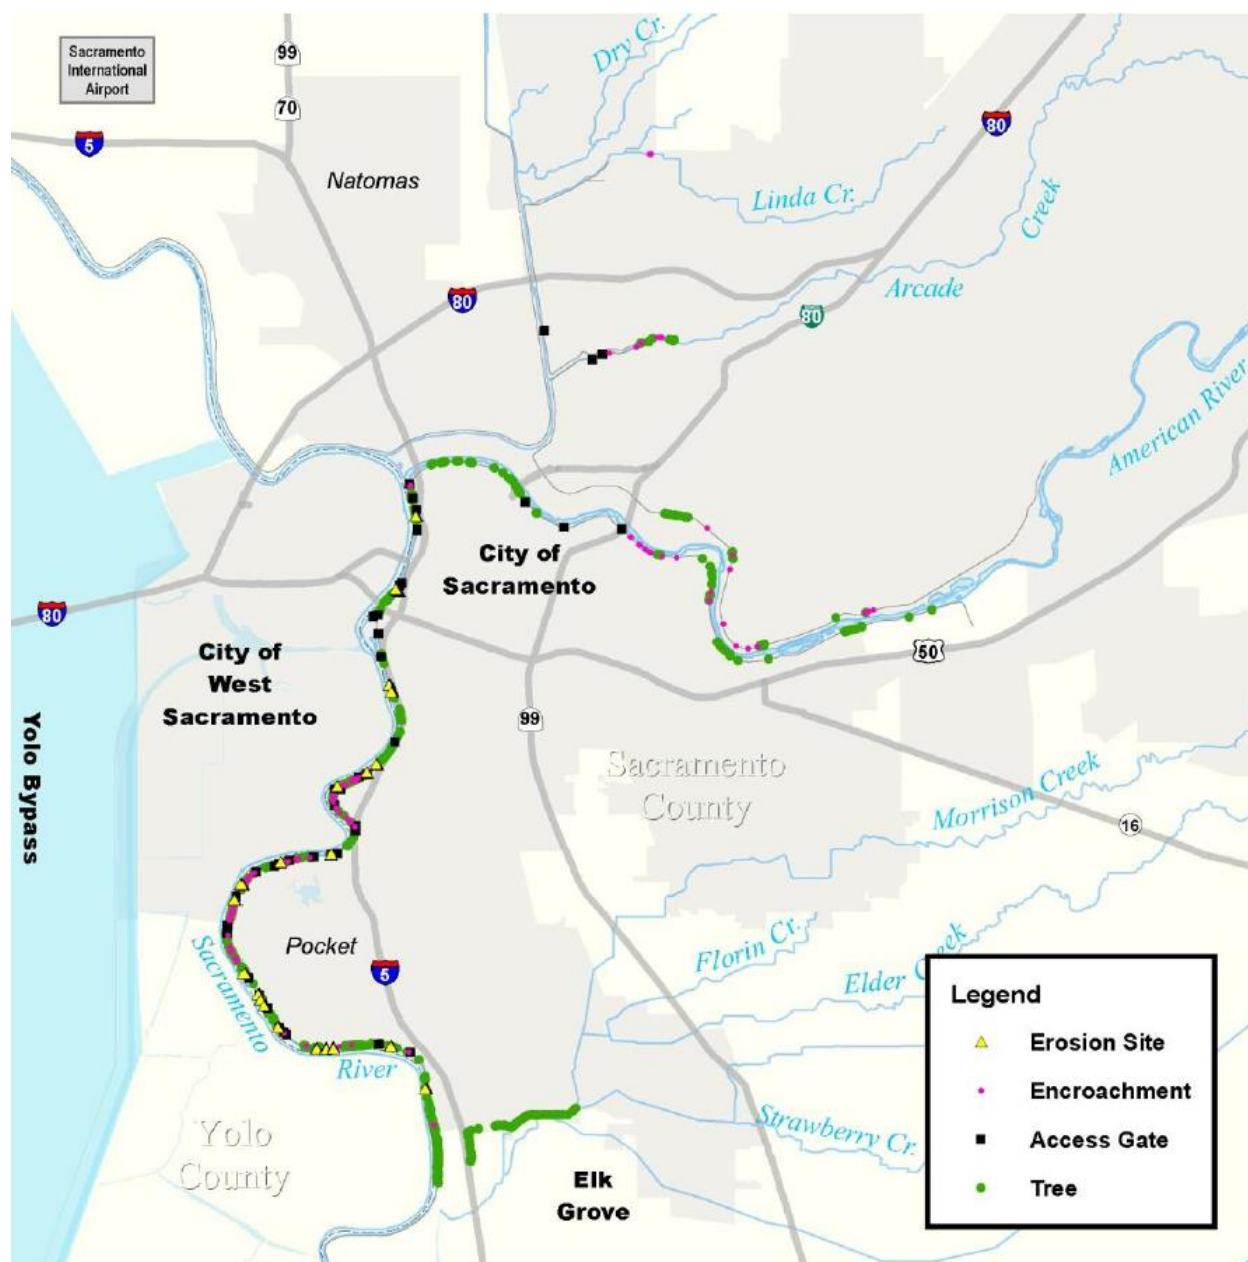 Sacramento
International
Airport
99
70
5
Natomas
Dry Cr.
80
Linda Cr.
Creek
Arcade
80
80
American River
City of
Sacramento
80
City of
West
Sacramento
50
99
Yolo Bypass
Sacramento
County
Morrison Creek
16
Pocket
5
Sacramento
River
Florin Cr.
Elder Creek
Strawberry Cr.
Yolo
County
Elk
Grove
Legend
Erosion Site
Encroachment
Access Gate
Tree